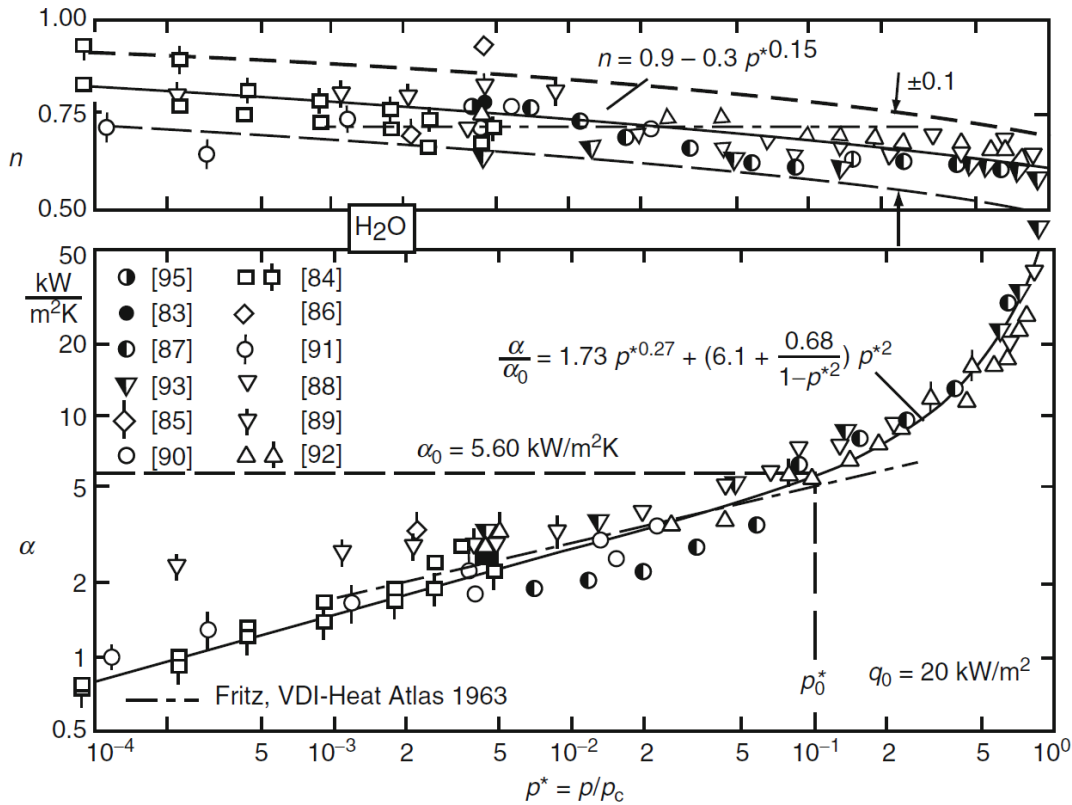 1.00
0.75
n
0.50
n = 0.9 – 0.3 p*0.15
±0.1
H2O
50
kW
m2K
20
10
5
α
2
1
0.5
[95]
[83]
[87]
[93]
[85]
[90]
[84]
[86]
[91]
[88]
[89]
[92]
α/α0 = 1.73 p*0.27 + (6.1 + 0.68/1–p*2) p*2
α0 = 5.60 kW/m2K
p0*
q0 = 20 kW/m2
Fritz, VDI-Heat Atlas 1963
10–4 5 10–3 2 5 10–2 2 5 10–1 2 5 100
p* = p/pc